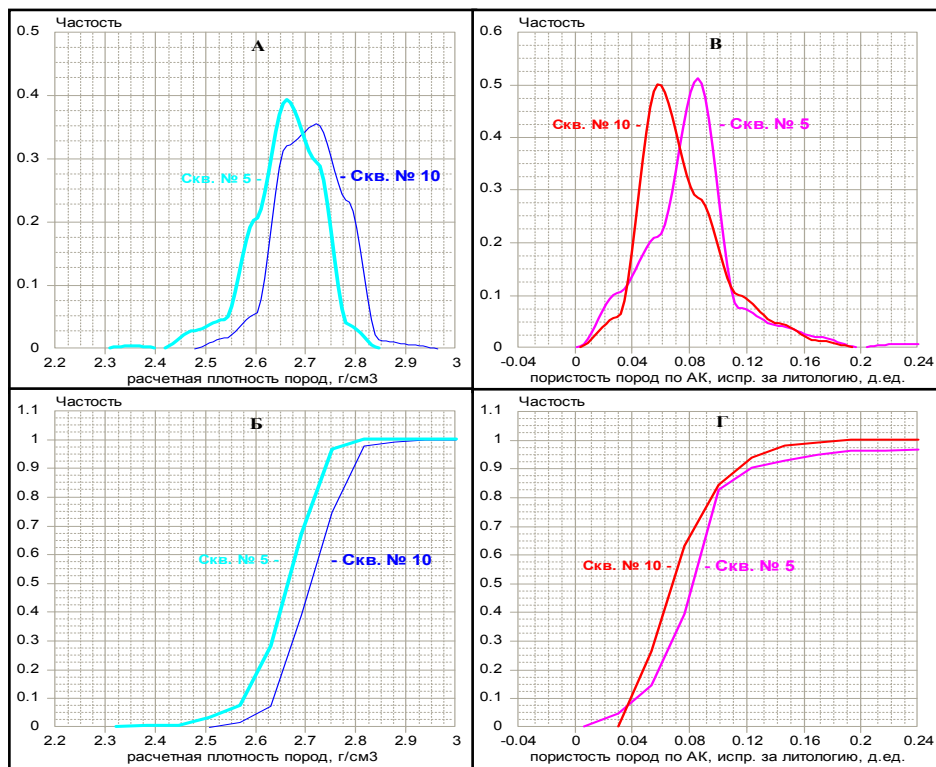 Частость
А
0.5
0.4
0.3
0.2
0.1
0
Скв. № 5 -
- Скв. № 10
2.2 2.3 2.4 2.5 2.6 2.7 2.8 2.9 3
расчетная плотность пород, г/см3
Частость
В
0.6
0.5
0.4
0.3
0.2
0.1
0
Скв. № 10 -
- Скв. № 5
-0.04 0 0.04 0.08 0.12 0.16 0.20 0.24
пористость пород по АК, испр. за литологию, д.ед.
Частость
Б
1.1
1
0.9
0.8
0.7
0.6
0.5
0.4
0.3
0.2
0.1
0
Скв. № 5 -
- Скв. № 10
2.2 2.3 2.4 2.5 2.6 2.7 2.8 2.9 3
расчетная плотность пород, г/см3
Частость
Г
1.1
1
0.9
0.8
0.7
0.6
0.5
0.4
0.3
0.2
0.1
0
Скв. № 10 -
- Скв. № 5
-0.04 0 0.04 0.08 0.12 0.16 0.20 0.24
пористость пород по АК, испр. за литологию, д.ед.